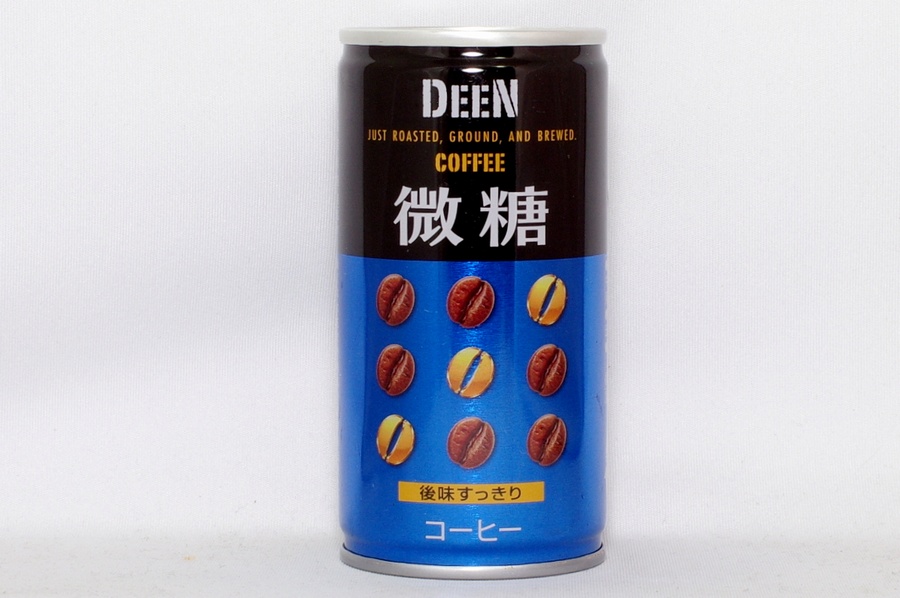 DEEN
JUST ROASTED, GROUND, AND BREWED.
COFFEE
微糖
後味すっきり
コーヒー